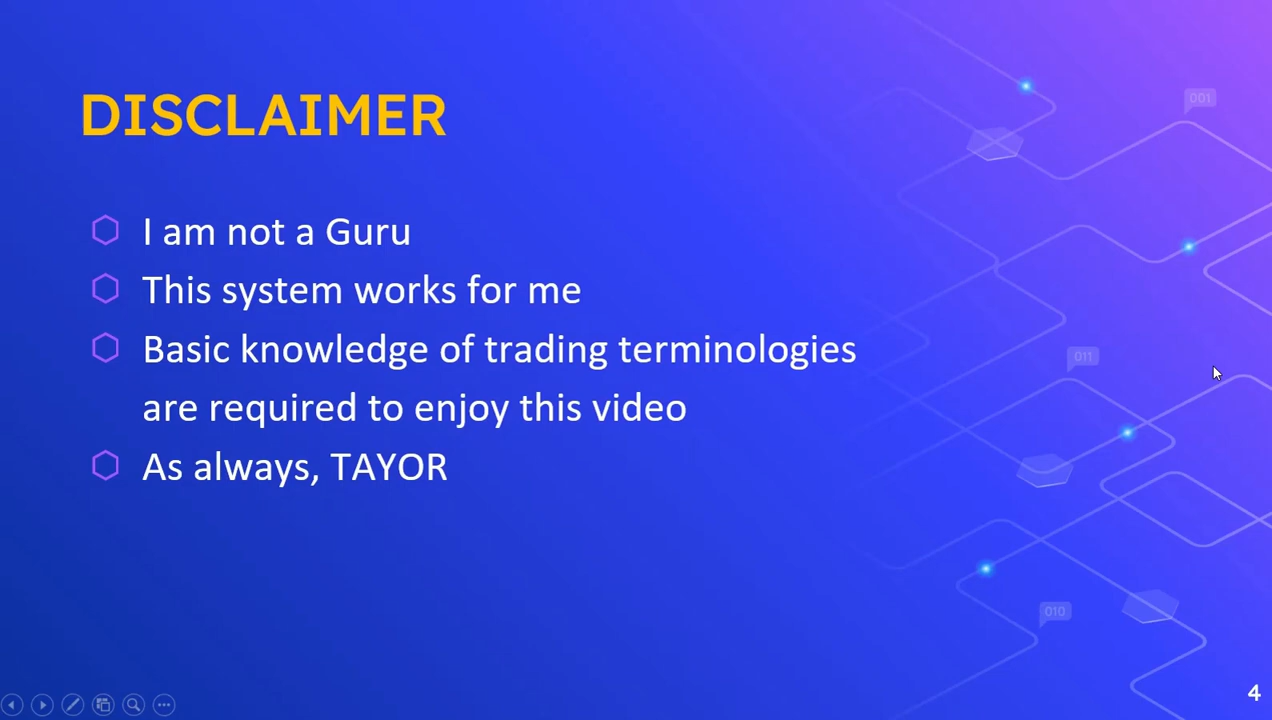 DISCLAIMER
001
I am not a Guru
This system works for me
Basic knowledge of trading terminologies
011
are required to enjoy this video
As always, TAYOR
010
4